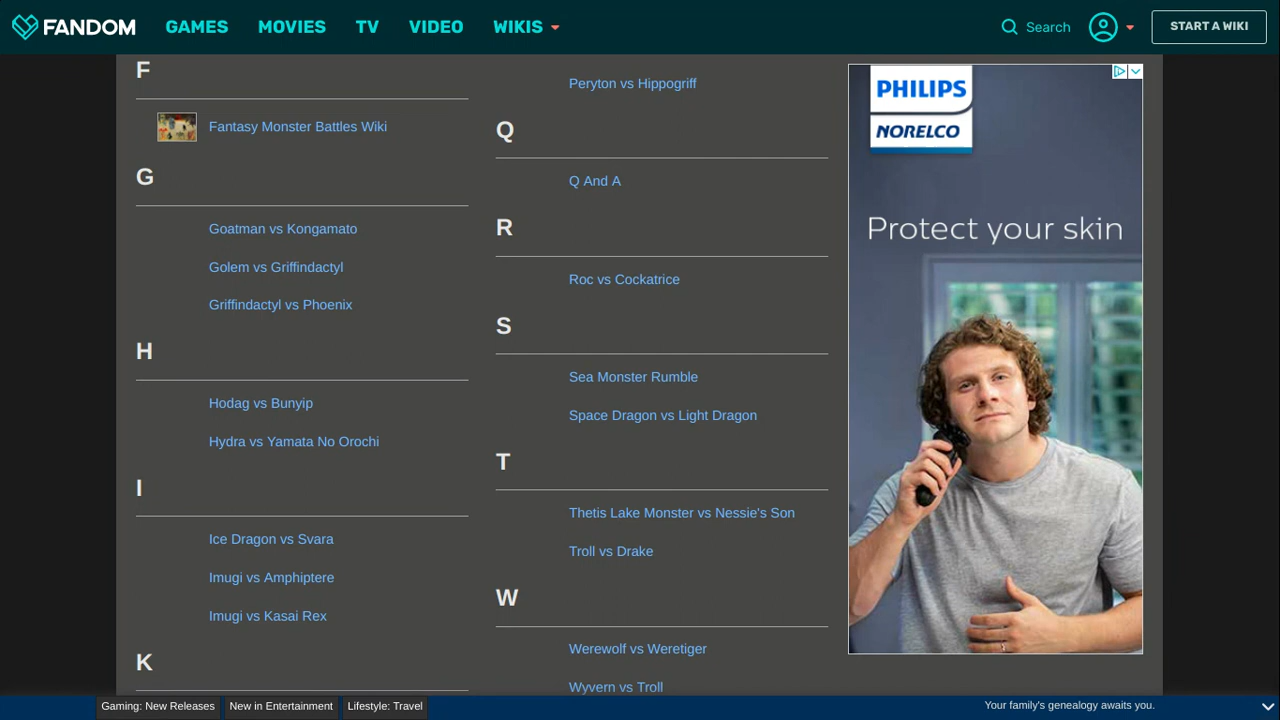 FANDOM
GAMES
MOVIES
TV
VIDEO
WIKIS
Search
START A WIKI
F
Fantasy Monster Battles Wiki
G
Goatman vs Kongamato
Golem vs Griffindactyl
Griffindactyl vs Phoenix
H
Hodag vs Bunyip
Hydra vs Yamata No Orochi
I
Ice Dragon vs Svara
Imugi vs Amphiptere
Imugi vs Kasai Rex
K
Peryton vs Hippogriff
Q
Q And A
R
Roc vs Cockatrice
S
Sea Monster Rumble
Space Dragon vs Light Dragon
T
Thetis Lake Monster vs Nessie's Son
Troll vs Drake
W
Werewolf vs Weretiger
Wyvern vs Troll
PHILIPS
NORELCO
Protect your skin
Gaming: New Releases
New in Entertainment
Lifestyle: Travel
Your family's genealogy awaits you.